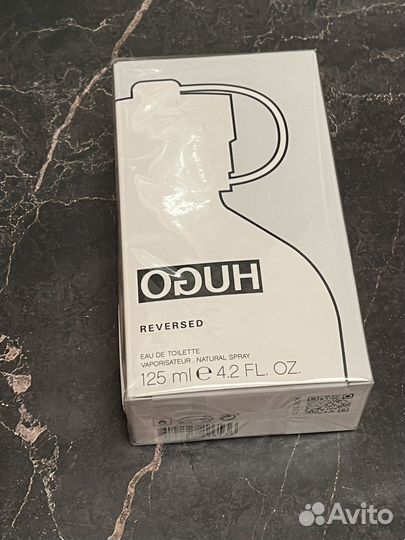 HUGO
REVERSED
EAU DE TOILETTE
VAPORISATEUR . NATURAL SPRAY
125 ml ℮ 4.2 FL. OZ.
Avito